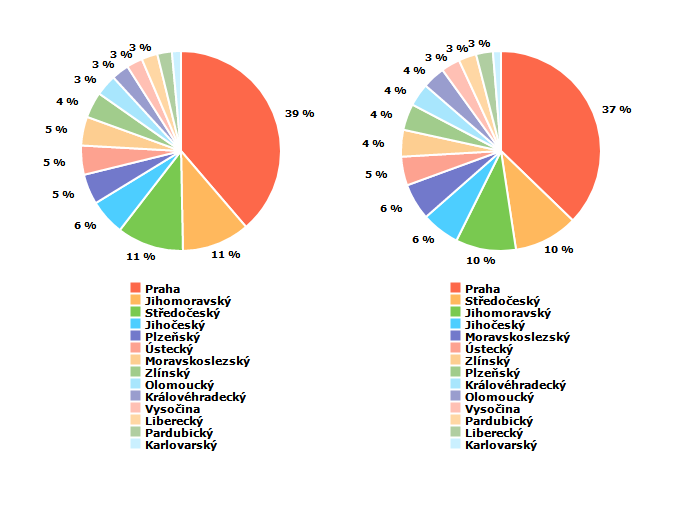 3 %
3 %
3 %
3 %
4 %
5 %
5 %
5 %
6 %
11 %
11 %
39 %
Praha
Jihomoravský
Středočeský
Jihočeský
Plzeňský
Ústecký
Moravskoslezský
Zlínský
Olomoucký
Královéhradecký
Vysočina
Liberecký
Pardubický
Karlovarský
3 %
3 %
3 %
4 %
4 %
4 %
4 %
5 %
6 %
6 %
10 %
10 %
37 %
Praha
Středočeský
Jihomoravský
Jihočeský
Moravskoslezský
Ústecký
Zlínský
Plzeňský
Královéhradecký
Olomoucký
Vysočina
Pardubický
Liberecký
Karlovarský